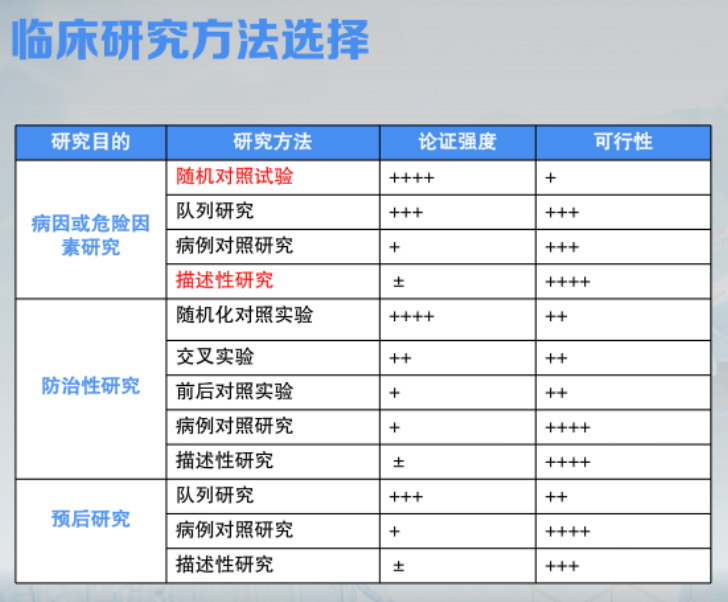 临床研究方法选择
研究目的 研究方法 论证强度 可行性
病因或危险因
素研究
随机对照试验 ++++ +
队列研究 +++ +++
病例对照研究 + +++
描述性研究 ± ++++
防治性研究
随机化对照实验 ++++ ++
交叉实验 ++ ++
前后对照实验 + ++
病例对照研究 + ++++
描述性研究 ± ++++
预后研究
队列研究 +++ ++
病例对照研究 + ++++
描述性研究 ± +++